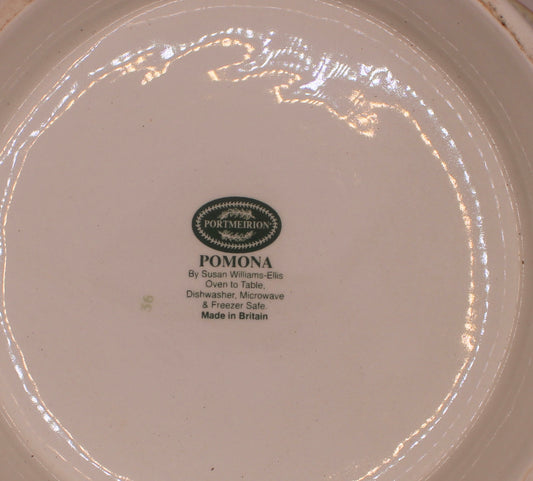 PORTMEIRION
POMONA
By Susan Williams-Ellis
Oven to Table,
Dishwasher, Microwave
& Freezer Safe.
Made in Britain
36